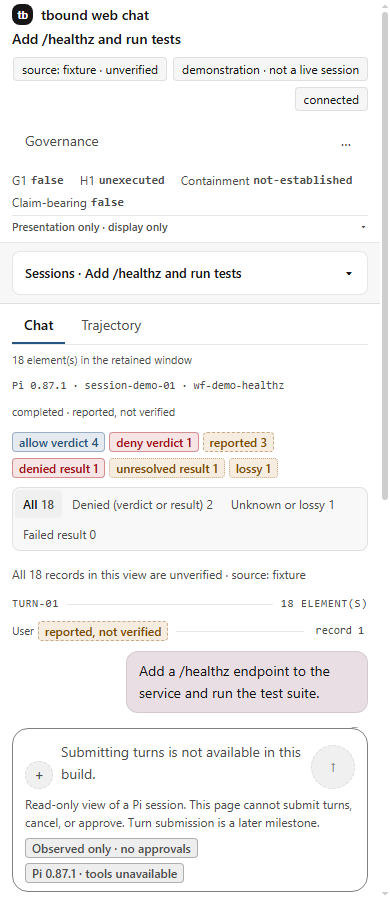 tb tbound web chat
Add /healthz and run tests
source: fixture · unverified
demonstration · not a live session
connected
Governance ...
G1 false H1 unexecuted Containment not-established
Claim-bearing false
Presentation only · display only
Sessions · Add /healthz and run tests
Chat Trajectory
18 element(s) in the retained window
Pi 0.87.1 · session-demo-01 · wf-demo-healthz
completed · reported, not verified
allow verdict 4 deny verdict 1 reported 3
denied result 1 unresolved result 1 lossy 1
All 18 Denied (verdict or result) 2 Unknown or lossy 1
Failed result 0
All 18 records in this view are unverified · source: fixture
TURN-01 18 ELEMENT(S)
User reported, not verified record 1
Add a /healthz endpoint to the
service and run the test suite.
Submitting turns is not available in this
build.
+ ↑
Read-only view of a Pi session. This page cannot submit turns,
cancel, or approve. Turn submission is a later milestone.
Observed only · no approvals
Pi 0.87.1 · tools unavailable